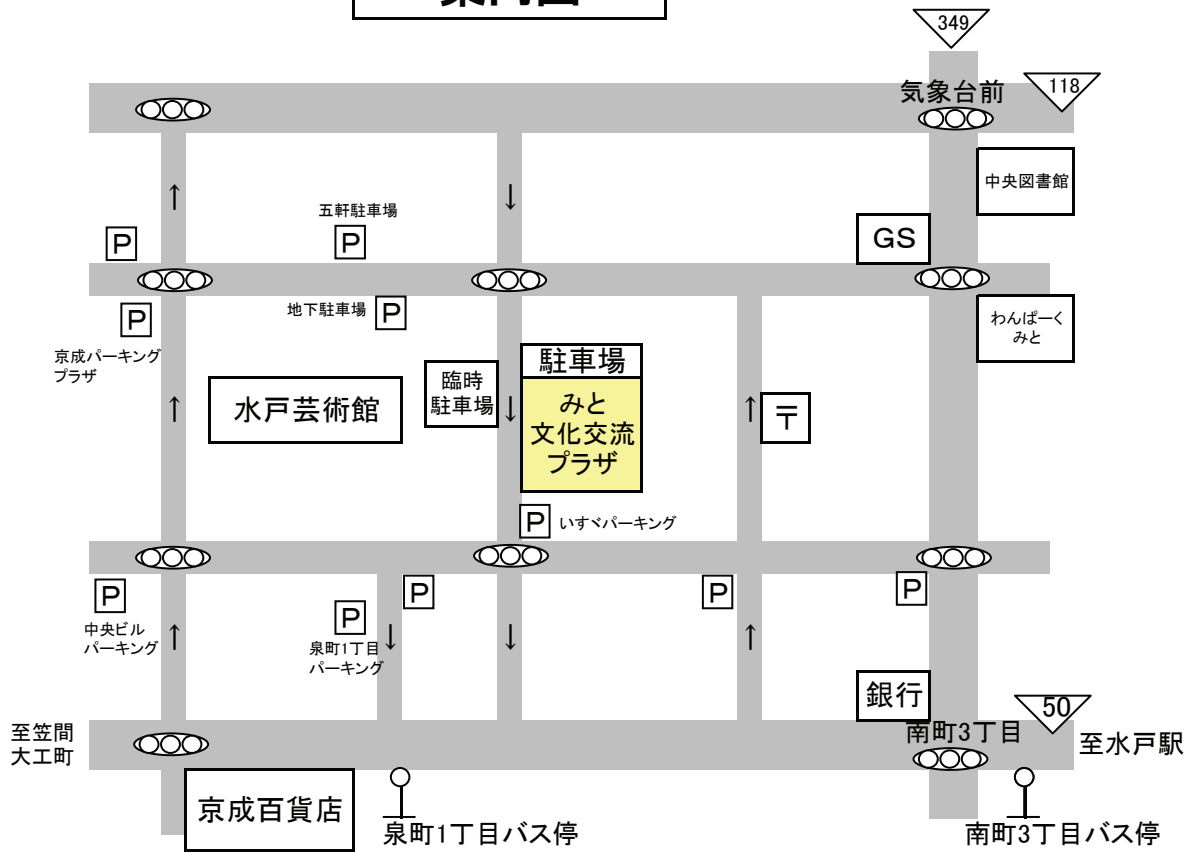 案内図
349
気象台前
118
中央図書館
五軒駐車場
P
P
GS
地下駐車場
P
P
わんぱーく
みと
京成パーキング
プラザ
駐車場
臨時
駐車場
水戸芸術館
みと
文化交流
プラザ
〒
P
いすゞパーキング
P
P
P
P
P
中央ビル
パーキング
泉町1丁目
パーキング
銀行
50
至笠間
大工町
南町3丁目
至水戸駅
京成百貨店
泉町1丁目バス停
南町3丁目バス停